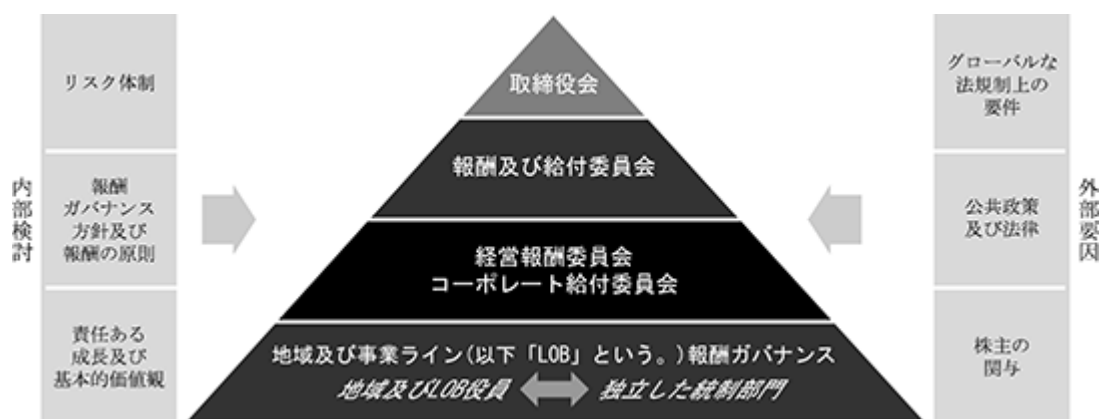 内部検討
リスク体制
報酬
ガバナンス
方針及び
報酬の原則
責任ある
成長及び
基本的価値観
取締役会
報酬及び給付委員会
経営報酬委員会
コーポレート給付委員会
地域及び事業ライン(以下「LOB」という。)報酬ガバナンス
地域及びLOB役員
独立した統制部門
グローバルな
法規制上の
要件
公共政策
及び法律
株主の
関与
外部要因